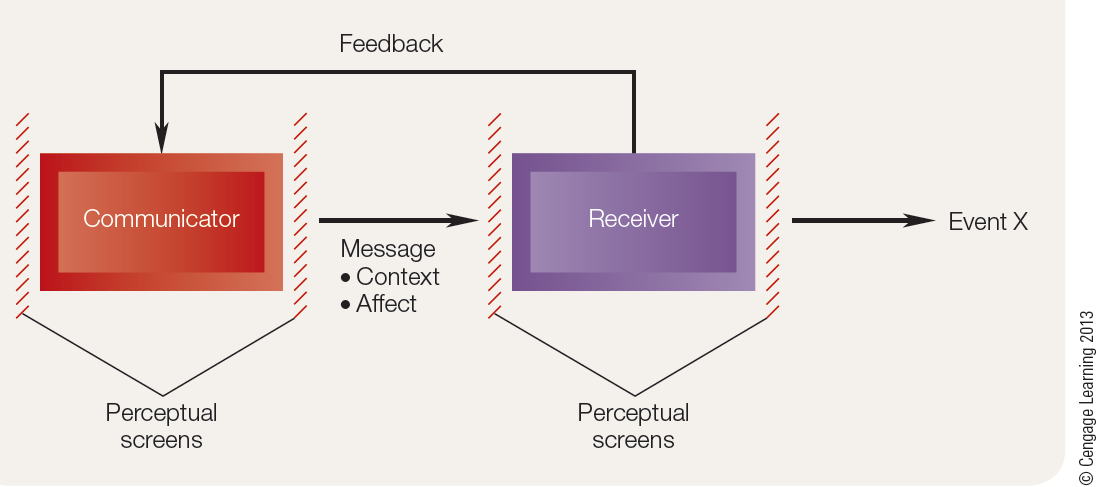 Feedback
Communicator
Message
• Context
• Affect
Receiver
Event X
Perceptual
screens
Perceptual
screens
© Cengage Learning 2013